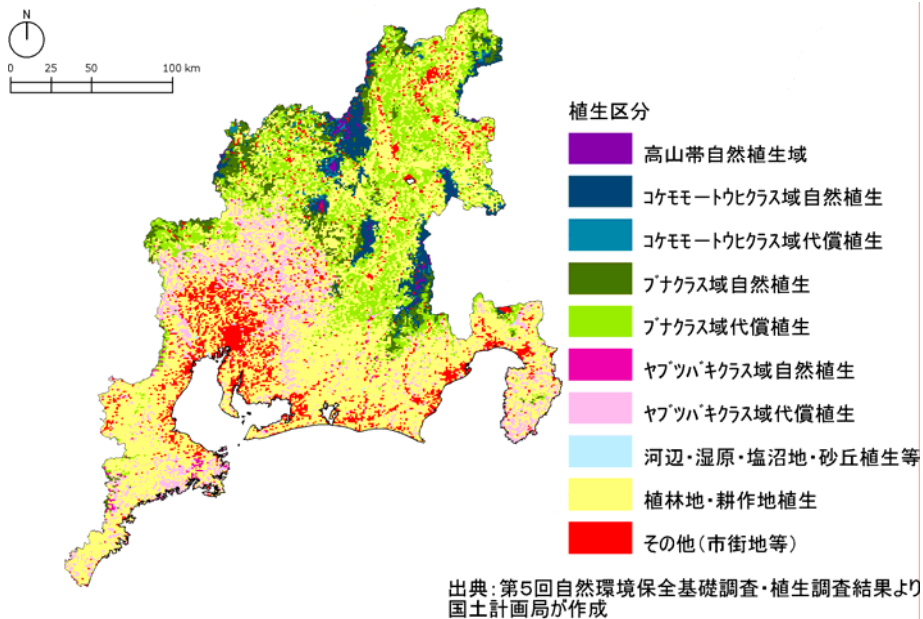 N
0 25 50 100 km
植生区分
高山帯自然植生域
コケモモートウヒクラス域自然植生
コケモモートウヒクラス域代償植生
ブナクラス域自然植生
ブナクラス域代償植生
ヤブツバキクラス域自然植生
ヤブツバキクラス域代償植生
河辺・湿原・塩沼地・砂丘植生等
植林地・耕作地植生
その他(市街地等)
出典:第5回自然環境保全基礎調査・植生調査結果より
国土計画局が作成